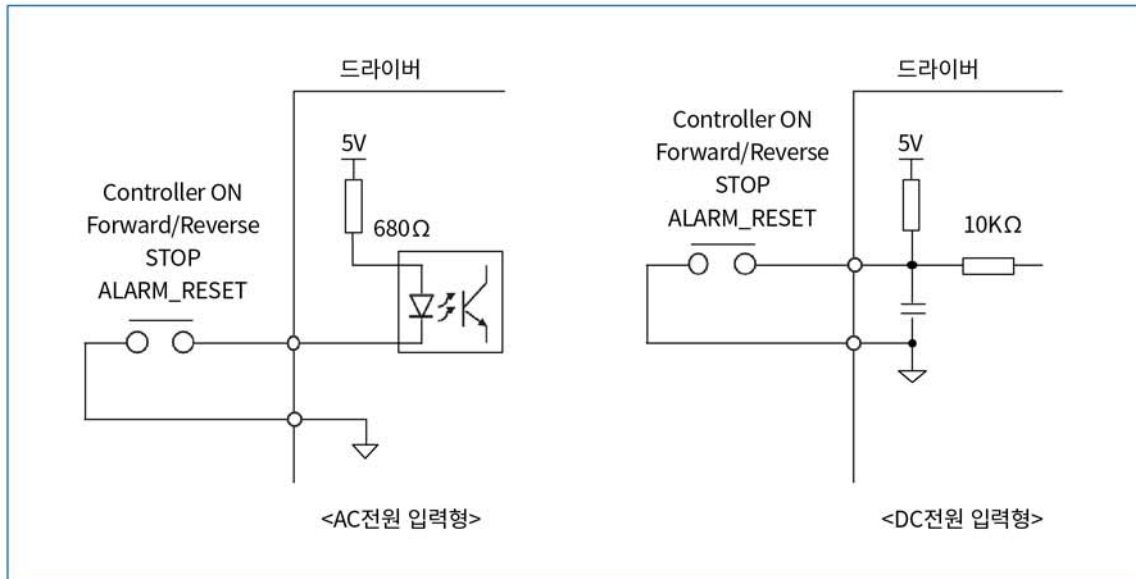 드라이버
5V
680Ω
Controller ON
Forward/Reverse
STOP
ALARM_RESET
<AC전원 입력형>
드라이버
Controller ON
Forward/Reverse
STOP
ALARM_RESET
5V
10KΩ
<DC전원 입력형>